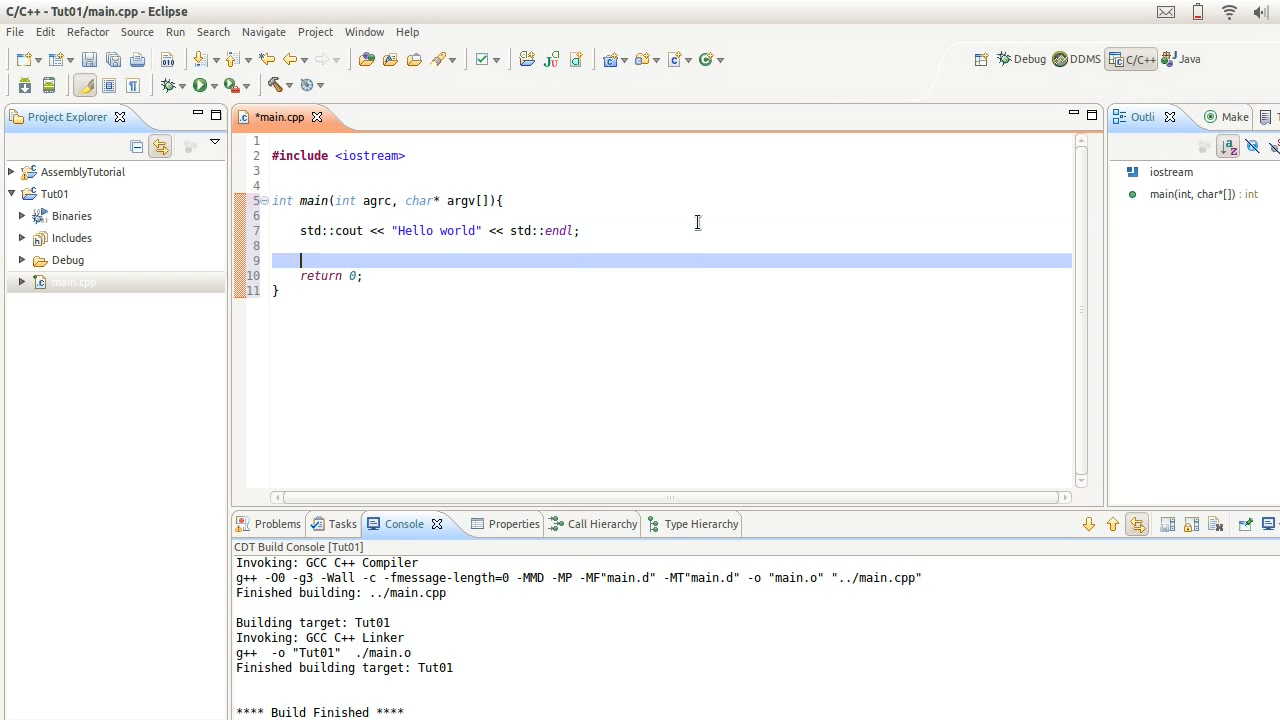 C/C++ - Tut01/main.cpp - Eclipse
File Edit Refactor Source Run Search Navigate Project Window Help
Debug DDMS C/C++ Java
Project Explorer
*main.cpp
Outli
Make
AssemblyTutorial
Tut01
Binaries
Includes
Debug
main.cpp
1
2 #include <iostream>
3
4
5 int main(int agrc, char* argv[]){
6
7 std::cout << "Hello world" << std::endl;
8
9
10 return 0;
11 }
iostream
main(int, char*[]) : int
Problems Tasks Console Properties Call Hierarchy Type Hierarchy
CDT Build Console [Tut01]
Invoking: GCC C++ Compiler
g++ -O0 -g3 -Wall -c -fmessage-length=0 -MMD -MP -MF"main.d" -MT"main.d" -o "main.o" "../main.cpp"
Finished building: ../main.cpp
Building target: Tut01
Invoking: GCC C++ Linker
g++ -o "Tut01" ./main.o
Finished building target: Tut01
**** Build Finished ****